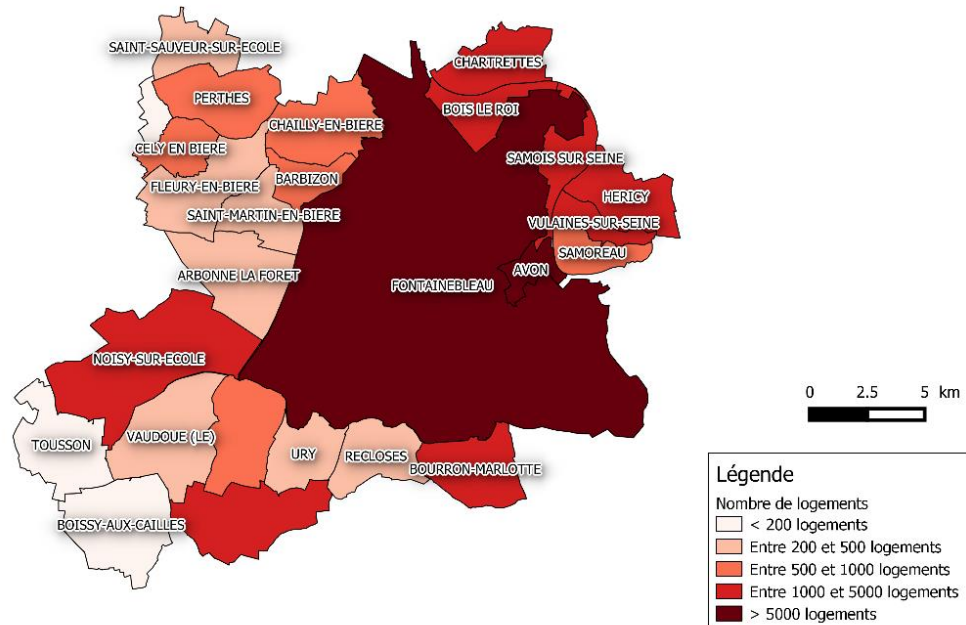 SAINT-SAUVEUR-SUR-ECOLE
CHARTRETTES
PERTHES
BOIS LE ROI
CHAILLY-EN-BIERE
CELY EN BIERE
SAMOIS SUR SEINE
BARBIZON
FLEURY-EN-BIERE
HERICY
SAINT-MARTIN-EN-BIERE
VULAINES-SUR-SEINE
SAMOREAU
ARBONNE LA FORET
AVON
FONTAINEBLEAU
NOISY-SUR-ECOLE
0 2.5 5 km
VAUDOUE (LE)
TOUSSON
URY
RECLOSES
BOURRON-MARLOTTE
BOISSY-AUX-CAILLES
Légende
Nombre de logements
< 200 logements
Entre 200 et 500 logements
Entre 500 et 1000 logements
Entre 1000 et 5000 logements
> 5000 logements